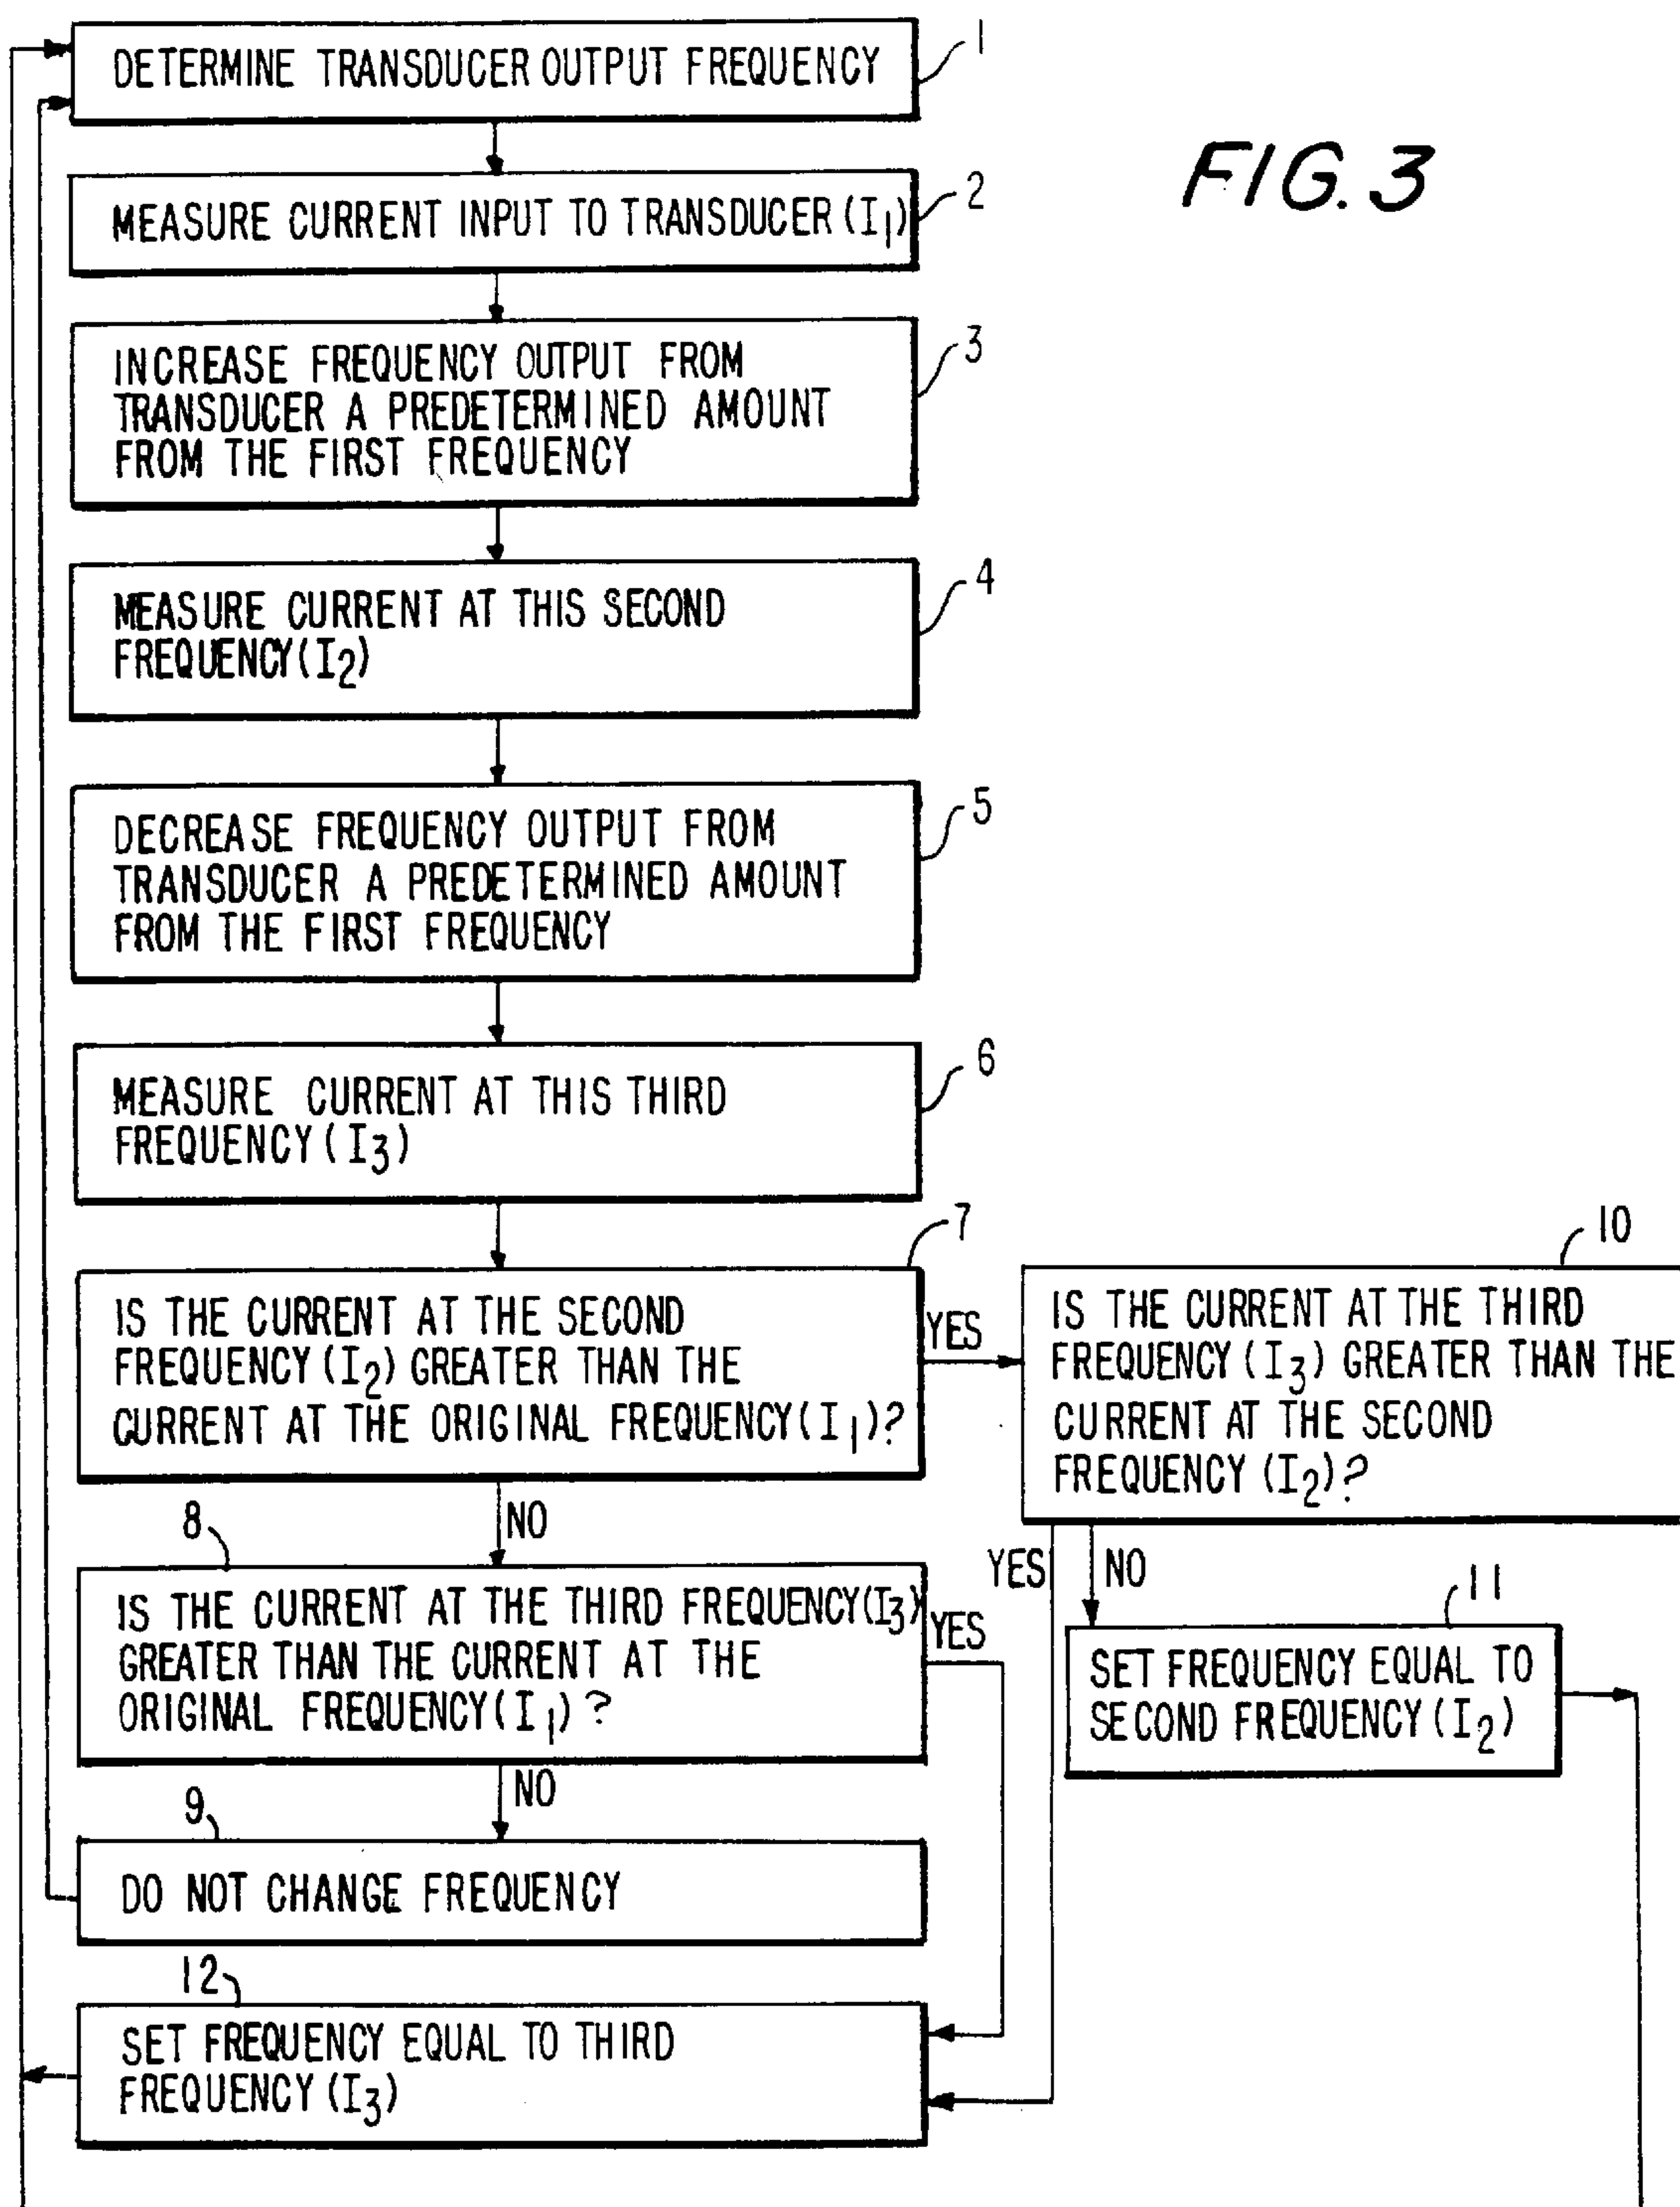 DETERMINE TRANSDUCER OUTPUT FREQUENCY
1
FIG. 3
MEASURE CURRENT INPUT TO TRANSDUCER (I1)
2
INCREASE FREQUENCY OUTPUT FROM
TRANSDUCER A PREDETERMINED AMOUNT
FROM THE FIRST FREQUENCY
3
MEASURE CURRENT AT THIS SECOND
FREQUENCY (I2)
4
DECREASE FREQUENCY OUTPUT FROM
TRANSDUCER A PREDETERMINED AMOUNT
FROM THE FIRST FREQUENCY
5
MEASURE CURRENT AT THIS THIRD
FREQUENCY (I3)
6
7
IS THE CURRENT AT THE SECOND
FREQUENCY (I2) GREATER THAN THE
CURRENT AT THE ORIGINAL FREQUENCY (I1)?
YES
10
IS THE CURRENT AT THE THIRD
FREQUENCY (I3) GREATER THAN THE
CURRENT AT THE SECOND
FREQUENCY (I2)?
NO
8
IS THE CURRENT AT THE THIRD FREQUENCY (I3)
GREATER THAN THE CURRENT AT THE
ORIGINAL FREQUENCY (I1)?
YES
YES
NO
11
SET FREQUENCY EQUAL TO
SECOND FREQUENCY (I2)
NO
9
DO NOT CHANGE FREQUENCY
12
SET FREQUENCY EQUAL TO THIRD
FREQUENCY (I3)